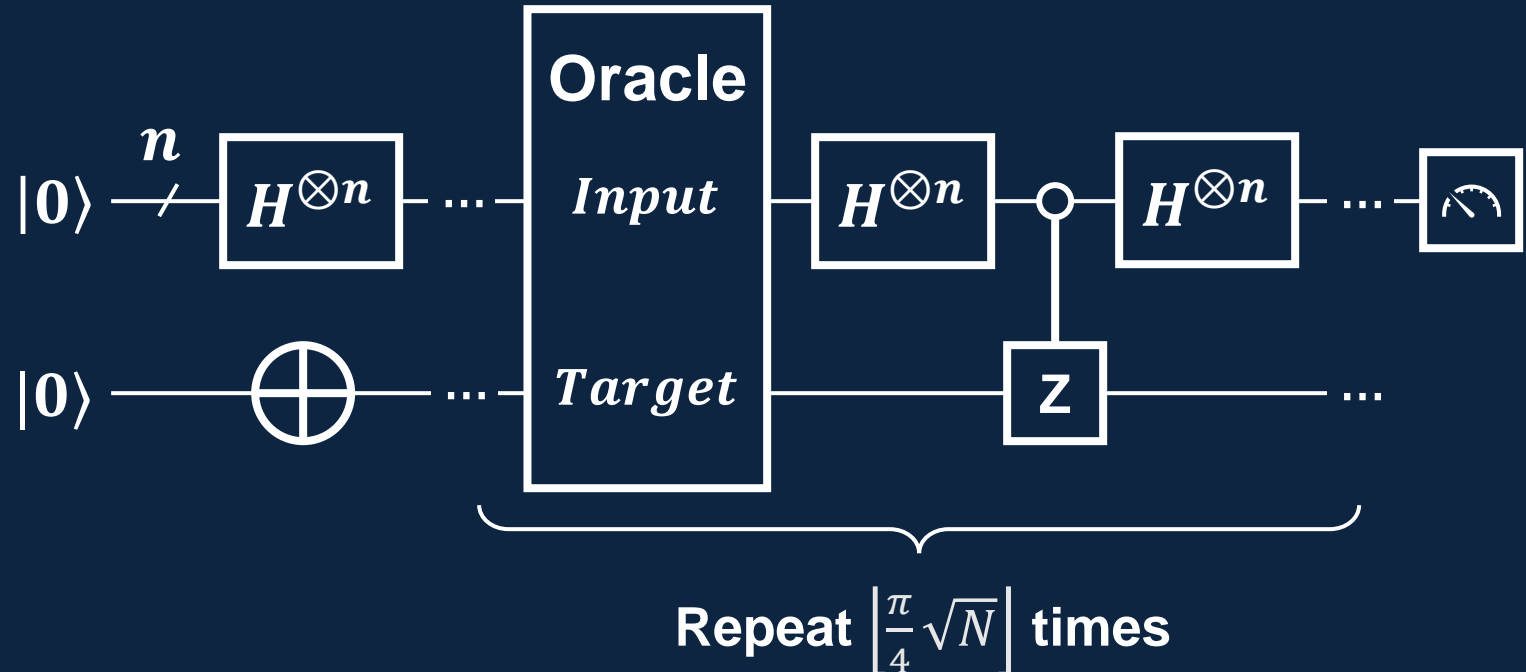 Oracle
n
|0⟩ H⊗n ... Input H⊗n H⊗n ...
|0⟩ ... Target Z ...
Repeat ⌊π/4 √N⌋ times